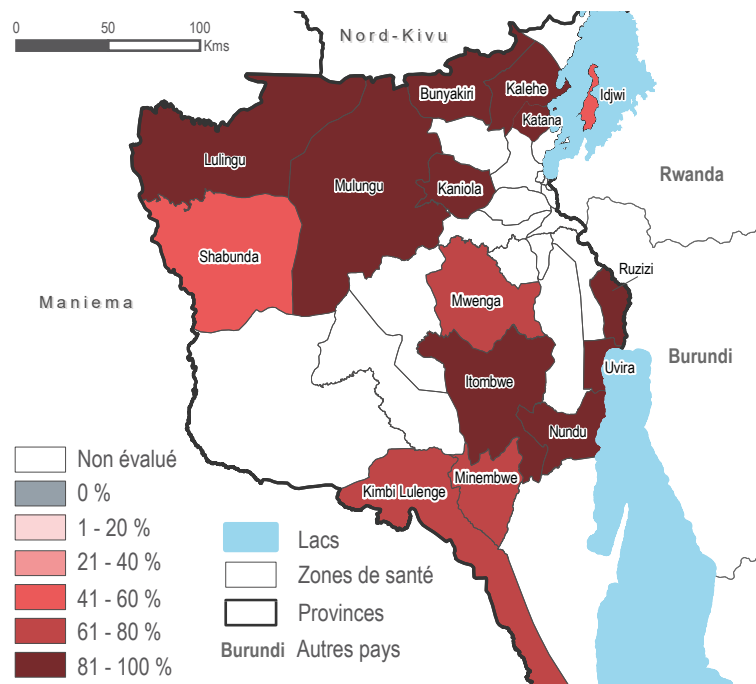 0 60 100
Kms
Nord-Kivu
Bunyakiri
Kalehe
Idjwi
Katana
Lulingu
Mulungu
Kaniola
Rwanda
Shabunda
Ruzizi
Maniema
Mwenga
Burundi
Itombwe
Uvira
Nundu
Minembwe
Kimbi Lulenge
Non évalué
0 %
1 - 20 %
21 - 40 %
41 - 60 %
61 - 80 %
81 - 100 %
Lacs
Zones de santé
Provinces
Burundi Autres pays